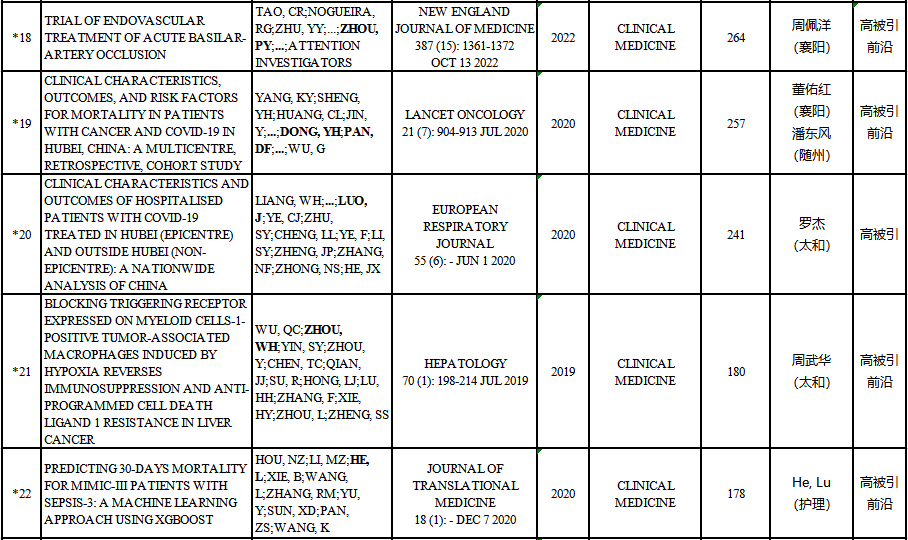 *18
TRIAL OF ENDOVASCULAR
TREATMENT OF ACUTE BASILAR-
ARTERY OCCLUSION
TAO, CR;NOGUEIRA,
RG;ZHU, YY;...;ZHOU,
PY;...;ATTENTION
INVESTIGATORS
NEW ENGLAND
JOURNAL OF MEDICINE
387 (15): 1361-1372
OCT 13 2022
2022
CLINICAL
MEDICINE
264
周佩洋
(襄阳)
高被引
前沿
*19
CLINICAL CHARACTERISTICS,
OUTCOMES, AND RISK FACTORS
FOR MORTALITY IN PATIENTS
WITH CANCER AND COVID-19 IN
HUBEI, CHINA: A MULTICENTRE,
RETROSPECTIVE, COHORT STUDY
YANG, KY;SHENG,
YH;HUANG, CL;JIN,
Y;...;DONG, YH;PAN,
DF;...;WU, G
LANCET ONCOLOGY
21 (7): 904-913 JUL 2020
2020
CLINICAL
MEDICINE
257
董佑红
(襄阳)
潘东风
(随州)
高被引
前沿
*20
CLINICAL CHARACTERISTICS AND
OUTCOMES OF HOSPITALISED
PATIENTS WITH COVID-19
TREATED IN HUBEI (EPICENTRE)
AND OUTSIDE HUBEI (NON-
EPICENTRE): A NATIONWIDE
ANALYSIS OF CHINA
LIANG, WH;...;LUO,
J;YE, CJ;ZHU,
SY;CHENG, LL;YE, F;LI,
SY;ZHENG, JP;ZHANG,
NF;ZHONG, NS;HE, JX
EUROPEAN
RESPIRATORY
JOURNAL
55 (6): - JUN 1 2020
2020
CLINICAL
MEDICINE
241
罗杰
(太和)
高被引
*21
BLOCKING TRIGGERING RECEPTOR
EXPRESSED ON MYELOID CELLS-1-
POSITIVE TUMOR-ASSOCIATED
MACROPHAGES INDUCED BY
HYPOXIA REVERSES
IMMUNOSUPPRESSION AND ANTI-
PROGRAMMED CELL DEATH
LIGAND 1 RESISTANCE IN LIVER
CANCER
WU, QC;ZHOU,
WH;YIN, SY;ZHOU,
Y;CHEN, TC;QIAN,
JJ;SU, R;HONG, LJ;LU,
HH;ZHANG, F;XIE,
HY;ZHOU, L;ZHENG, SS
HEPATOLOGY
70 (1): 198-214 JUL 2019
2019
CLINICAL
MEDICINE
180
周武华
(太和)
高被引
前沿
*22
PREDICTING 30-DAYS MORTALITY
FOR MIMIC-III PATIENTS WITH
SEPSIS-3: A MACHINE LEARNING
APPROACH USING XGBOOST
HOU, NZ;LI, MZ;HE,
L;XIE, B;WANG,
L;ZHANG, RM;YU,
Y;SUN, XD;PAN,
ZS;WANG, K
JOURNAL OF
TRANSLATIONAL
MEDICINE
18 (1): - DEC 7 2020
2020
CLINICAL
MEDICINE
178
He, Lu
(护理)
高被引
前沿